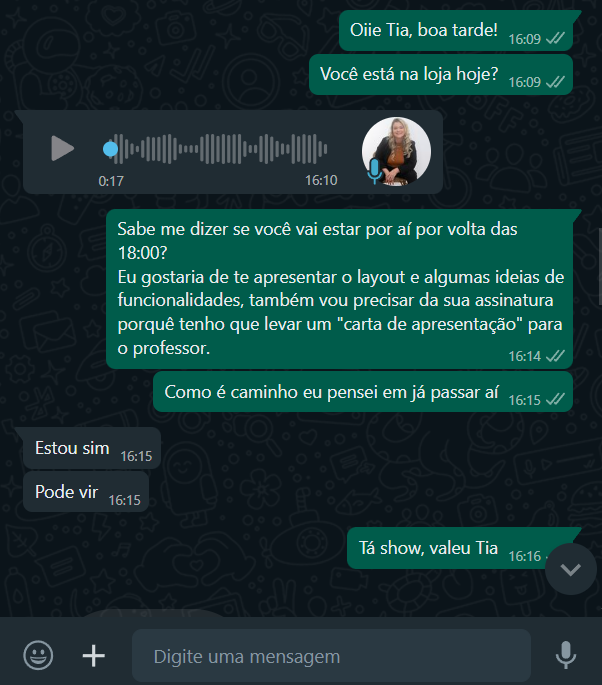 Oiie Tia, boa tarde! 16:09
Você está na loja hoje? 16:09
0:17 16:10
Sabe me dizer se você vai estar por aí por volta das
18:00?
Eu gostaria de te apresentar o layout e algumas ideias de
funcionalidades, também vou precisar da sua assinatura
porquê tenho que levar um "carta de apresentação" para
o professor. 16:14
Como é caminho eu pensei em já passar aí 16:15
Estou sim 16:15
Pode vir 16:15
Tá show, valeu Tia 16:16
Digite uma mensagem